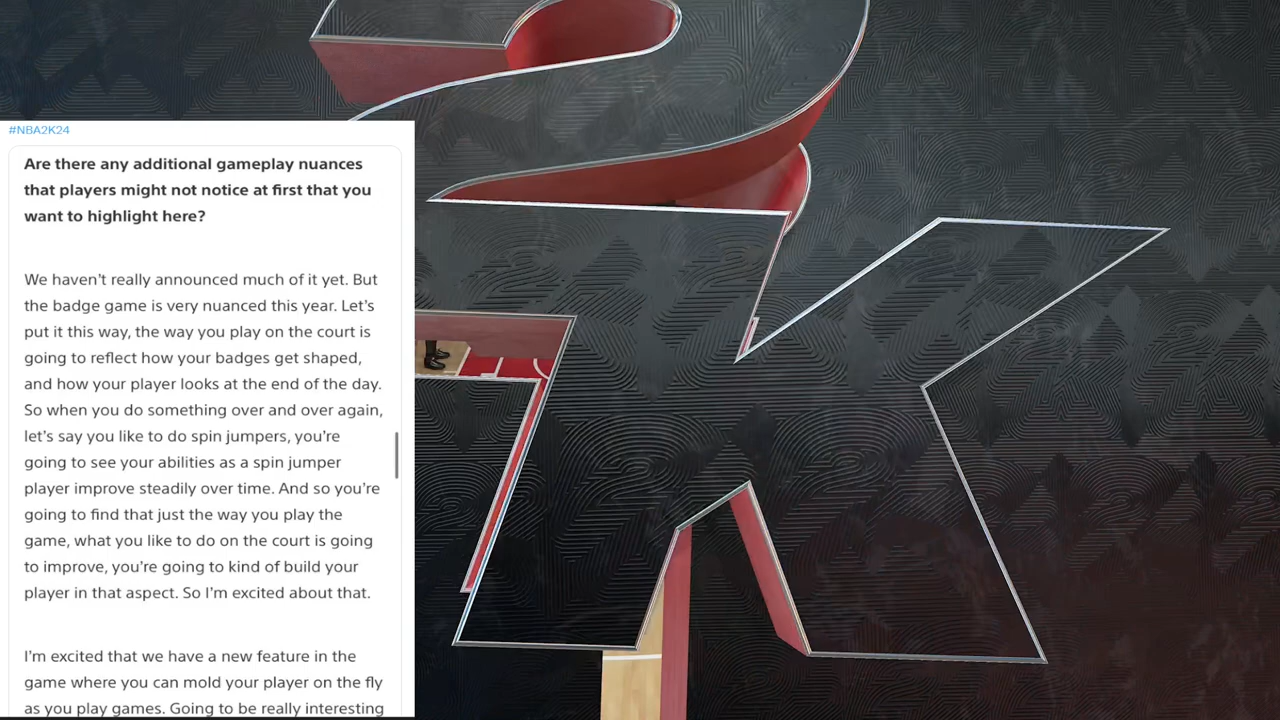 #NBA2K24
Are there any additional gameplay nuances
that players might not notice at first that you
want to highlight here?
We haven't really announced much of it yet. But
the badge game is very nuanced this year. Let's
put it this way, the way you play on the court is
going to reflect how your badges get shaped,
and how your player looks at the end of the day.
So when you do something over and over again,
let's say you like to do spin jumpers, you're
going to see your abilities as a spin jumper
player improve steadily over time. And so you're
going to find that just the way you play the
game, what you like to do on the court is going
to improve, you're going to kind of build your
player in that aspect. So I'm excited about that.
I'm excited that we have a new feature in the
game where you can mold your player on the fly
as you play games. Going to be really interesting
2
K